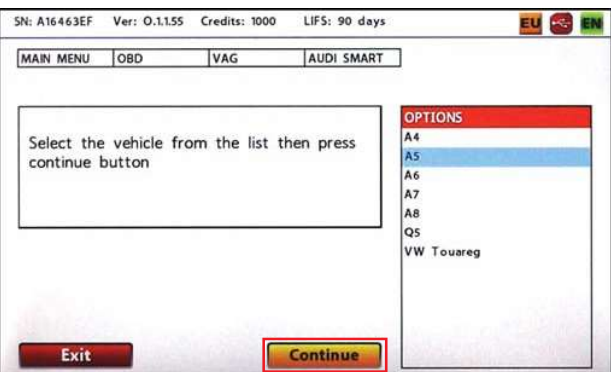 SN: A16463EF Ver: O.1.1.55 Credits: 1000 LIFS: 90 days EU EN
MAIN MENU OBD VAG AUDI SMART
Select the vehicle from the list then press
continue button
OPTIONS
A4
A5
A6
A7
A8
Q5
VW Touareg
Exit
Continue